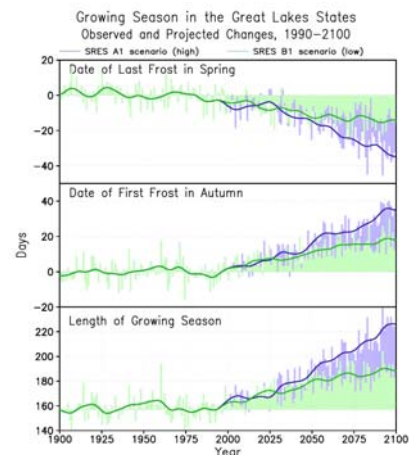 Growing Season in the Great Lakes States
Observed and Projected Changes, 1990-2100
SRES A1 scenario (high) SRES B1 scenario (low)
Date of Last Frost in Spring
20
0
-20
-40
Date of First Frost in Autumn
40
20
0
-20
Days
Length of Growing Season
220
200
180
160
140
1900 1925 1950 1975 2000 2025 2050 2075 2100
Year